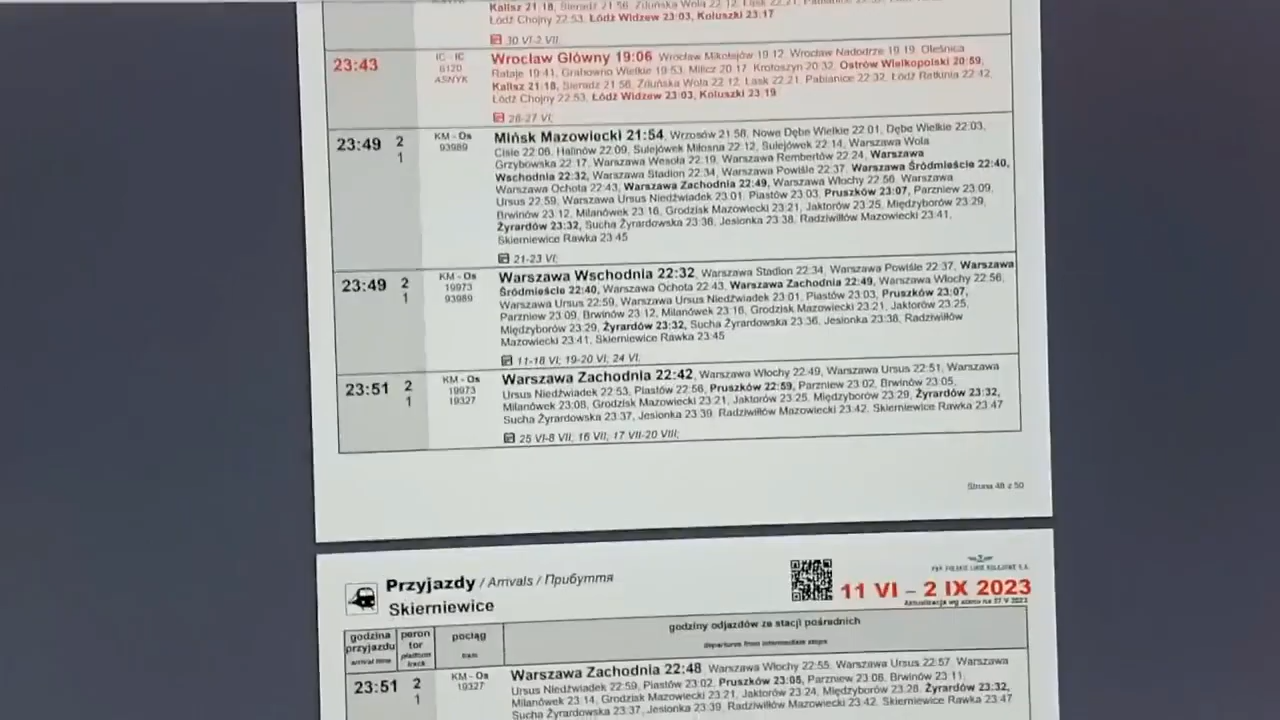 Kalisz 21:18, Sieradz 21:56, Zduńska Wola 22:12, Łask 22:21, Pabianice
Łódź Chojny 22:53, Łódź Widzew 23:03, Koluszki 23:17
30 VI-2 VII
23:43 IC - IC Wrocław Główny 19:06 Wrocław Mikołajów 19:12, Wrocław Nadodrze 19:19, Oleśnica
6120 Rataje 19:41, Grabowno Wielkie 19:53, Milicz 20:17, Krotoszyn 20:32, Ostrów Wielkopolski 20:59,
ASNYK Kalisz 21:18, Sieradz 21:56, Zduńska Wola 22:12, Łask 22:21, Pabianice 22:32, Łódź Retkinia 22:42,
Łódź Chojny 22:53, Łódź Widzew 23:03, Koluszki 23:19
26-27 VI;
23:49 2 KM - Os Mińsk Mazowiecki 21:54, Wrzosów 21:58, Nowe Dębe Wielkie 22:01, Dębe Wielkie 22:03,
1 93989 Cisie 22:06, Halinów 22:09, Sulejówek Miłosna 22:12, Sulejówek 22:14, Warszawa Wola
Grzybowska 22:17, Warszawa Wesoła 22:19, Warszawa Rembertów 22:24, Warszawa
Wschodnia 22:32, Warszawa Stadion 22:34, Warszawa Powiśle 22:37, Warszawa Śródmieście 22:40,
Warszawa Ochota 22:43, Warszawa Zachodnia 22:49, Warszawa Włochy 22:56, Warszawa
Ursus 22:59, Warszawa Ursus Niedźwiadek 23:01, Piastów 23:03, Pruszków 23:07, Parzniew 23:09,
Brwinów 23:12, Milanówek 23:16, Grodzisk Mazowiecki 23:21, Jaktorów 23:25, Międzyborów 23:29,
Żyrardów 23:32, Sucha Żyrardowska 23:36, Jesionka 23:38, Radziwiłłów Mazowiecki 23:41,
Skierniewice Rawka 23:45
21-23 VI;
23:49 2 KM - Os Warszawa Wschodnia 22:32, Warszawa Stadion 22:34, Warszawa Powiśle 22:37, Warszawa
1 19973 Śródmieście 22:40, Warszawa Ochota 22:43, Warszawa Zachodnia 22:49, Warszawa Włochy 22:56,
93989 Warszawa Ursus 22:59, Warszawa Ursus Niedźwiadek 23:01, Piastów 23:03, Pruszków 23:07,
Parzniew 23:09, Brwinów 23:12, Milanówek 23:16, Grodzisk Mazowiecki 23:21, Jaktorów 23:25,
Międzyborów 23:29, Żyrardów 23:32, Sucha Żyrardowska 23:36, Jesionka 23:38, Radziwiłłów
Mazowiecki 23:41, Skierniewice Rawka 23:45
11-18 VI; 19-20 VI; 24 VI;
23:51 2 KM - Os Warszawa Zachodnia 22:42, Warszawa Włochy 22:49, Warszawa Ursus 22:51, Warszawa
1 19973 Ursus Niedźwiadek 22:53, Piastów 22:56, Pruszków 22:59, Parzniew 23:02, Brwinów 23:05,
19327 Milanówek 23:08, Grodzisk Mazowiecki 23:21, Jaktorów 23:25, Międzyborów 23:29, Żyrardów 23:32,
Sucha Żyrardowska 23:37, Jesionka 23:39, Radziwiłłów Mazowiecki 23:42, Skierniewice Rawka 23:47
25 VI-8 VII; 16 VII; 17 VII-20 VIII;
Strona 48 z 50
Przyjazdy / Arrivals / Прибуття
Skierniewice
PKP POLSKIE LINIE KOLEJOWE S.A.
11 VI – 2 IX 2023
Aktualizacja wg stanu na 27 V 2023
godzina przyjazdu
arrival time
peron tor
platform track
pociąg
train
godziny odjazdów ze stacji pośrednich
departures from intermediate stops
23:51 2 KM - Os Warszawa Zachodnia 22:48, Warszawa Włochy 22:55, Warszawa Ursus 22:57, Warszawa
1 19327 Ursus Niedźwiadek 22:59, Piastów 23:02, Pruszków 23:05, Parzniew 23:08, Brwinów 23:11,
Milanówek 23:14, Grodzisk Mazowiecki 23:21, Jaktorów 23:24, Międzyborów 23:28, Żyrardów 23:32,
Sucha Żyrardowska 23:37, Jesionka 23:39, Radziwiłłów Mazowiecki 23:42, Skierniewice Rawka 23:47